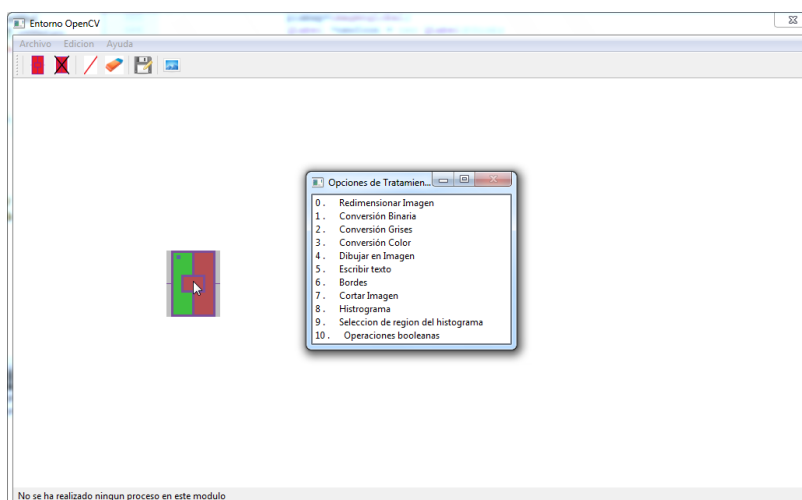 Entorno OpenCV
Archivo Edicion Ayuda
Opciones de Tratamien...
0 . Redimensionar Imagen
1 . Conversión Binaria
2 . Conversión Grises
3 . Conversión Color
4 . Dibujar en Imagen
5 . Escribir texto
6 . Bordes
7 . Cortar Imagen
8 . Histrograma
9 . Seleccion de region del histograma
10 . Operaciones booleanas
No se ha realizado ningun proceso en este modulo